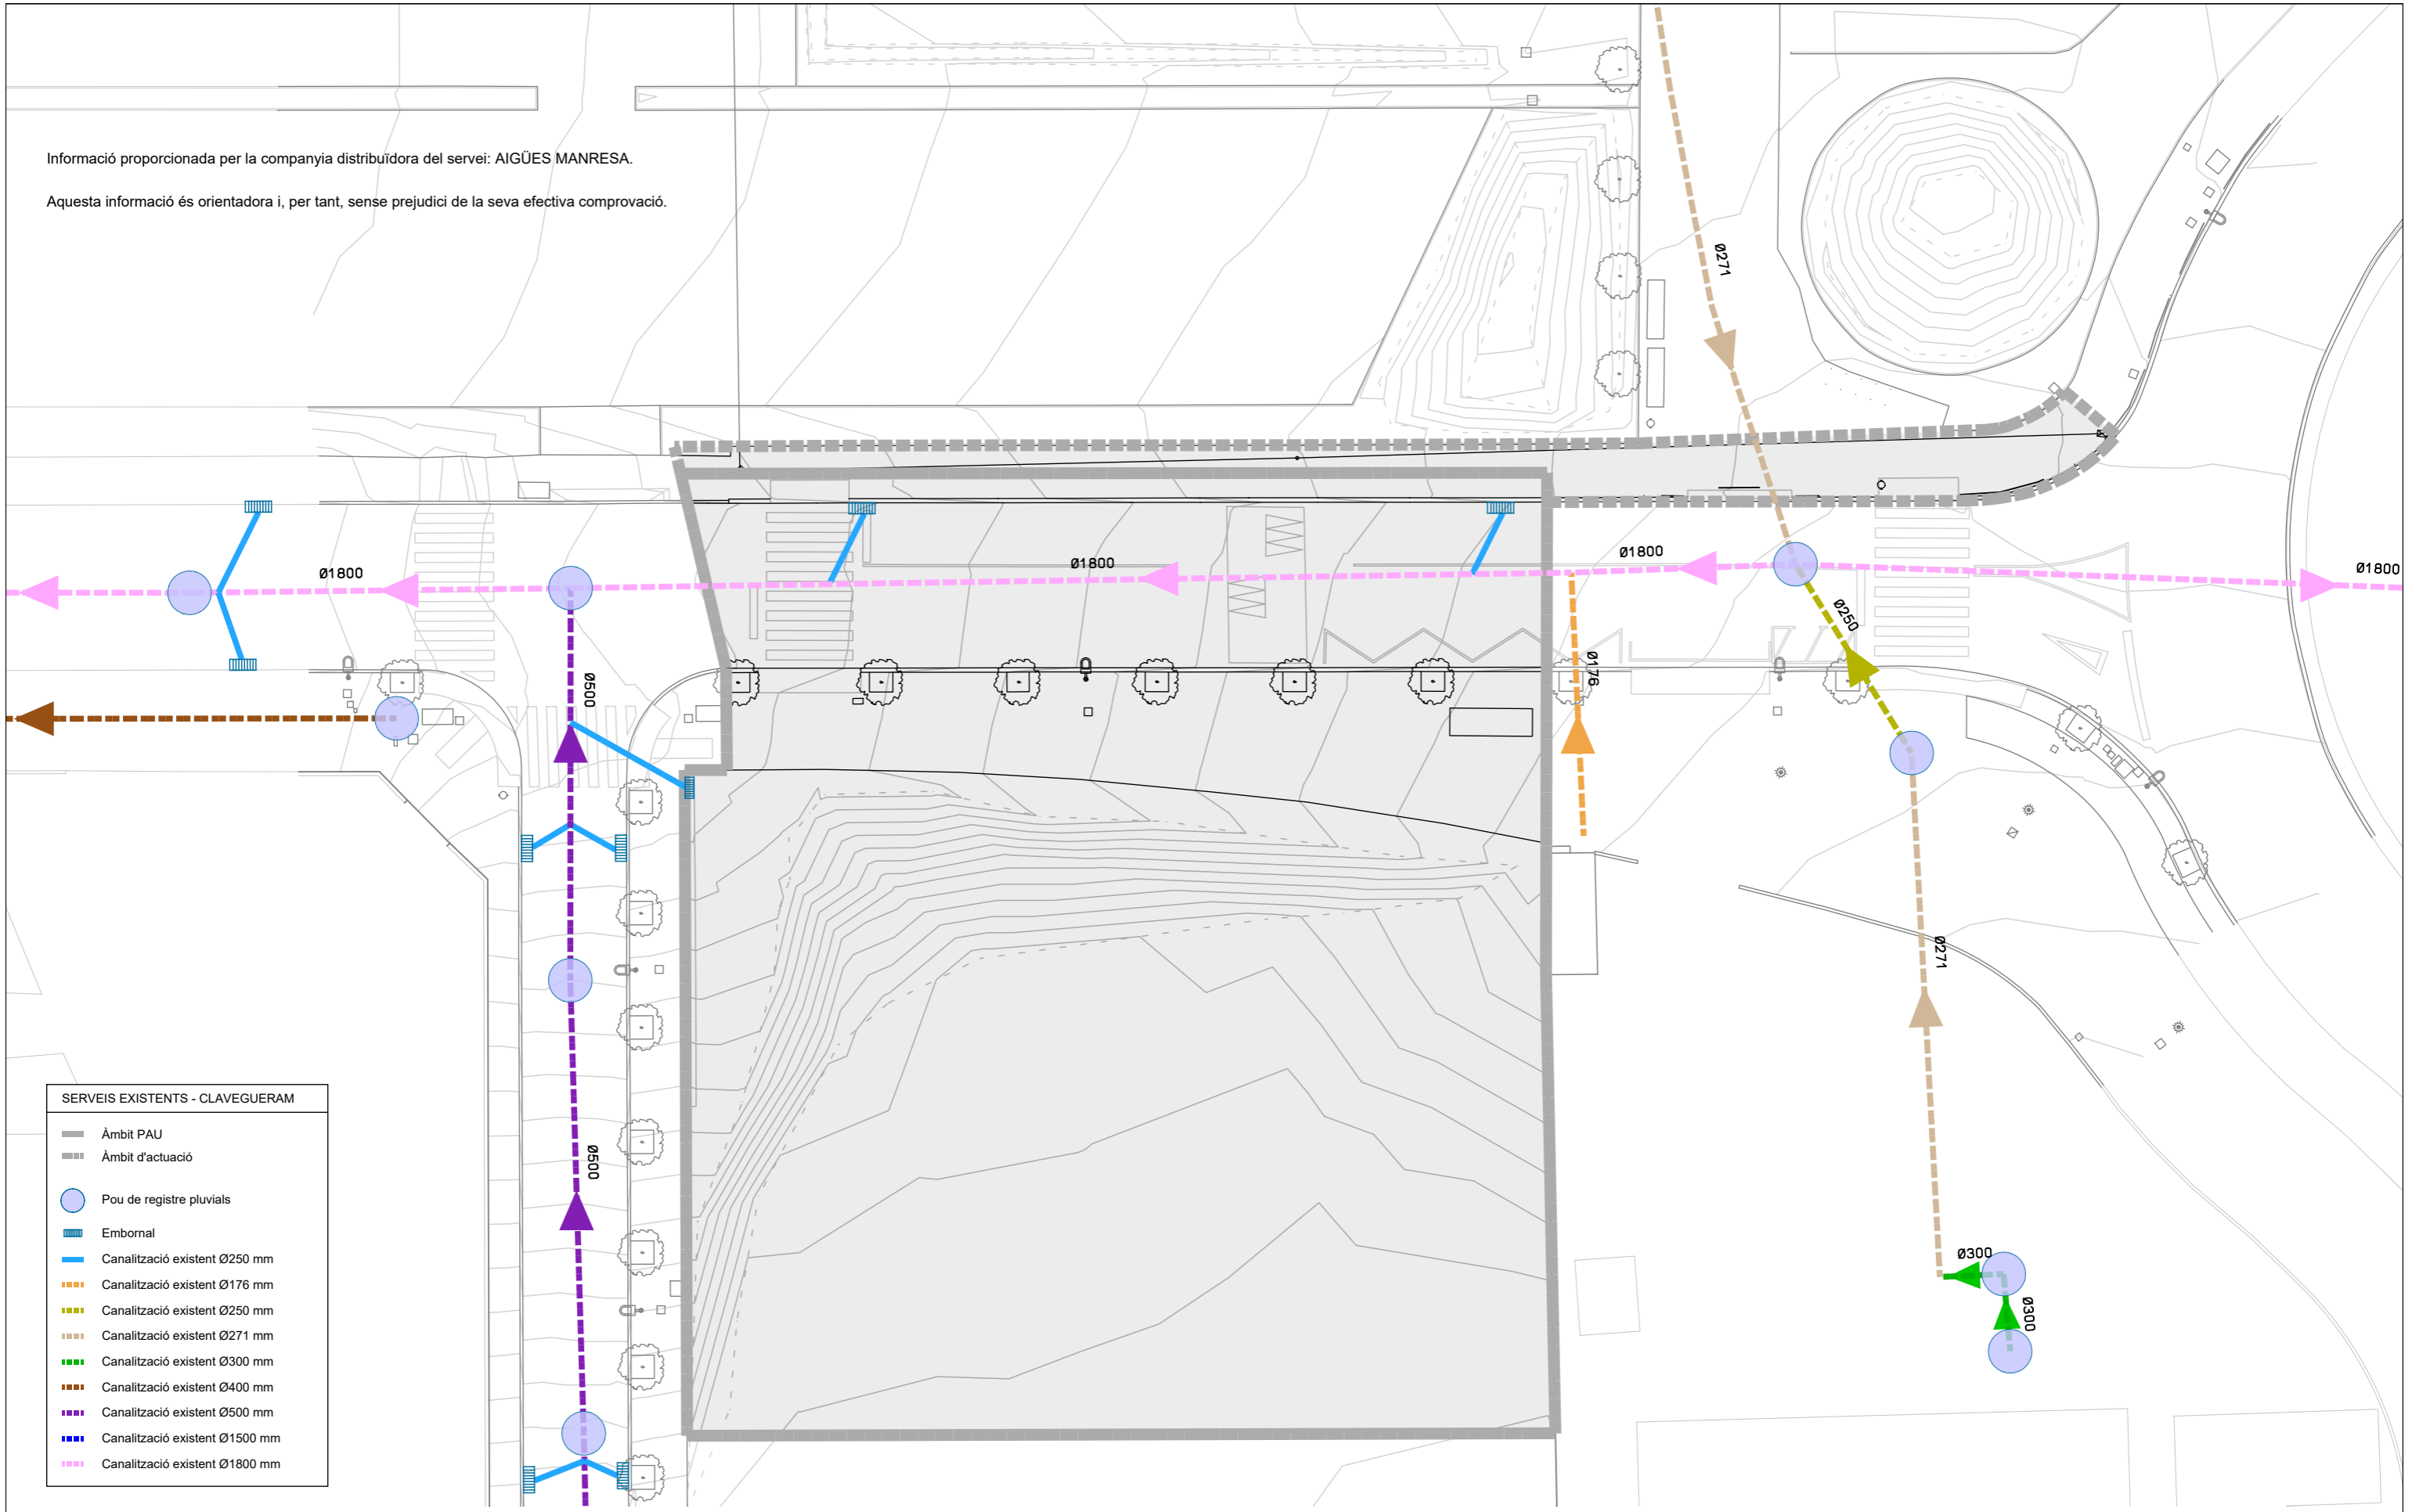 Informació proporcionada per la companyia distribuïdora del servei: AIGÜES MANRESA.
Aquesta informació és orientadora i, per tant, sense prejudici de la seva efectiva comprovació.
Ø271
Ø1800
Ø1800
Ø1800
Ø1800
Ø250
Ø500
Ø176
Ø271
Ø500
Ø300
Ø300
SERVEIS EXISTENTS - CLAVEGUERAM
Àmbit PAU
Àmbit d'actuació
Pou de registre pluvials
Embornal
Canalització existent Ø250 mm
Canalització existent Ø176 mm
Canalització existent Ø250 mm
Canalització existent Ø271 mm
Canalització existent Ø300 mm
Canalització existent Ø400 mm
Canalització existent Ø500 mm
Canalització existent Ø1500 mm
Canalització existent Ø1800 mm